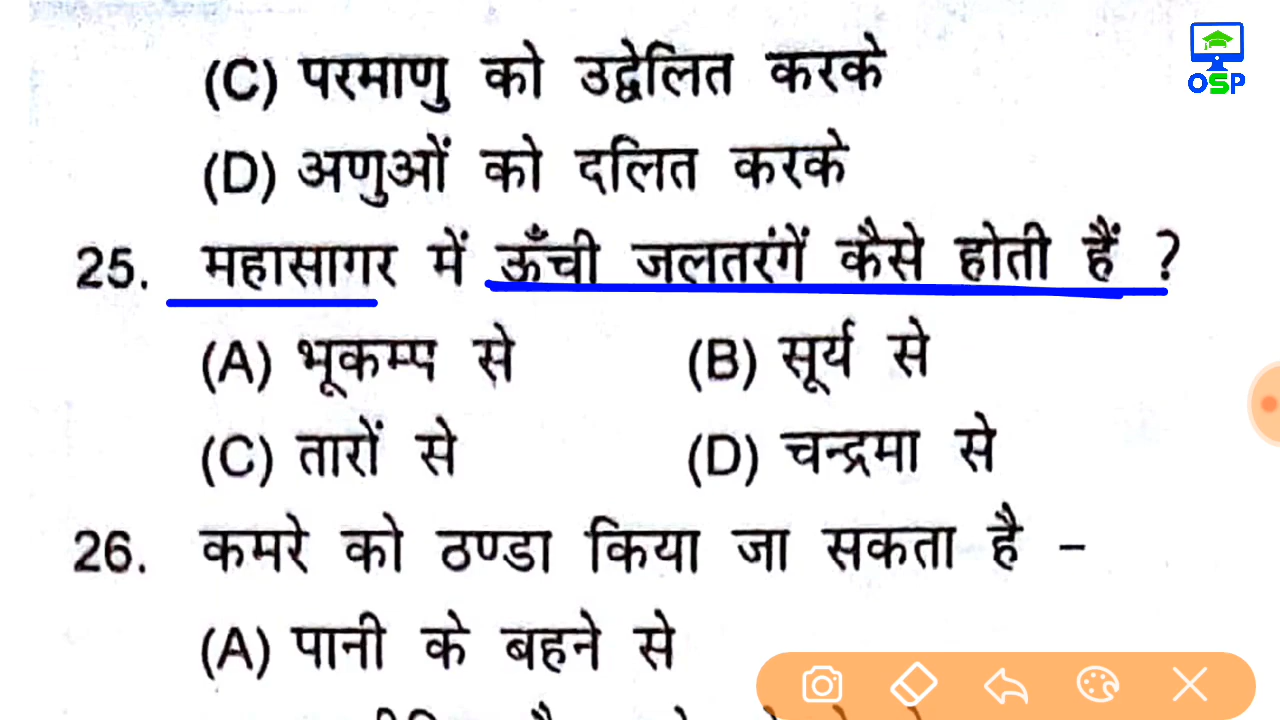 OSP
(C) परमाणु को उद्वेलित करके
(D) अणुओं को दलित करके
25. महासागर में ऊँची जलतरंगें कैसे होती हैं ?
(A) भूकम्प से (B) सूर्य से
(C) तारों से (D) चन्द्रमा से
26. कमरे को ठण्डा किया जा सकता है –
(A) पानी के बहने से